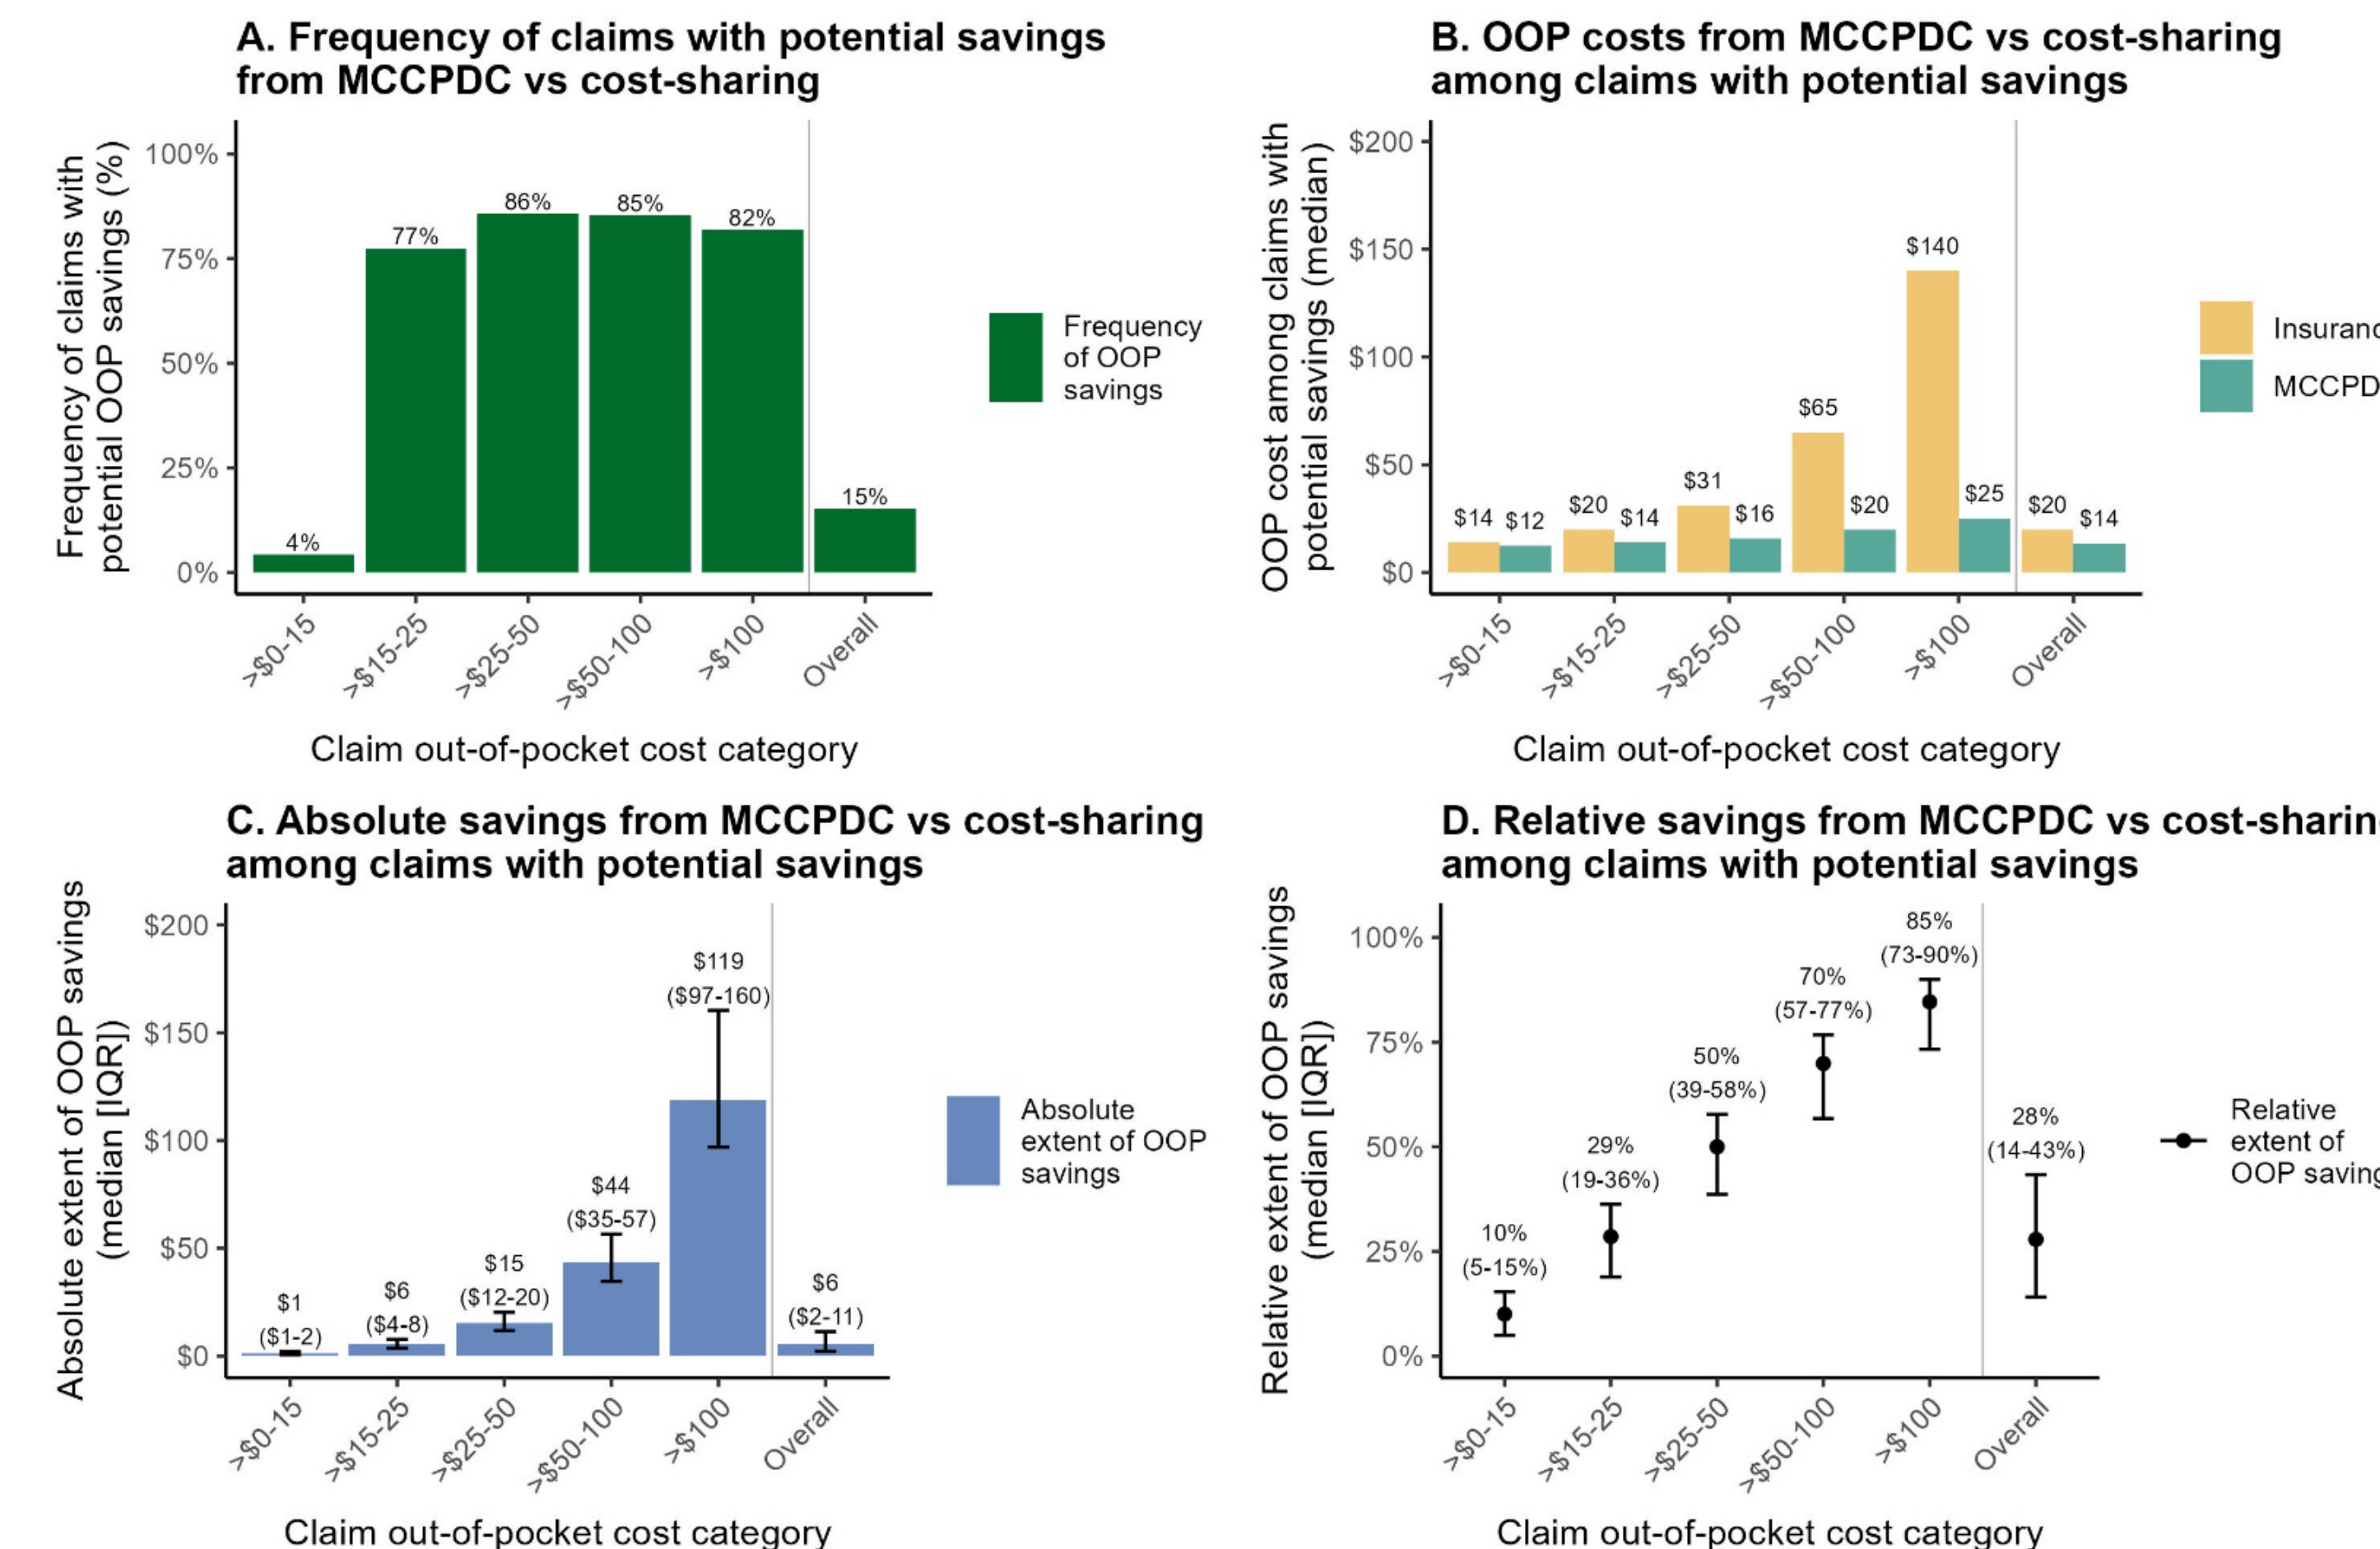 A. Frequency of claims with potential savings
from MCCPDC vs cost-sharing
Frequency of claims with
potential OOP savings (%)
100%
75%
50%
25%
0%
4%
77%
86%
85%
82%
15%
>$0-15
>$15-25
>$25-50
>$50-100
>$100
Overall
Claim out-of-pocket cost category
Frequency
of OOP
savings
B. OOP costs from MCCPDC vs cost-sharing
among claims with potential savings
OOP cost among claims with
potential savings (median)
$200
$150
$100
$50
$0
$14 $12
$20 $14
$31 $16
$65 $20
$140 $25
$20 $14
>$0-15
>$15-25
>$25-50
>$50-100
>$100
Overall
Claim out-of-pocket cost category
Insuranc
MCCPD
C. Absolute savings from MCCPDC vs cost-sharing
among claims with potential savings
Absolute extent of OOP savings
(median [IQR])
$200
$150
$100
$50
$0
$1
($1-2)
$6
($4-8)
$15
($12-20)
$44
($35-57)
$119
($97-160)
$6
($2-11)
>$0-15
>$15-25
>$25-50
>$50-100
>$100
Overall
Claim out-of-pocket cost category
Absolute
extent of OOP
savings
D. Relative savings from MCCPDC vs cost-sharin
among claims with potential savings
Relative extent of OOP savings
(median [IQR])
100%
75%
50%
25%
0%
10%
(5-15%)
29%
(19-36%)
50%
(39-58%)
70%
(57-77%)
85%
(73-90%)
28%
(14-43%)
>$0-15
>$15-25
>$25-50
>$50-100
>$100
Overall
Claim out-of-pocket cost category
Relative
extent of
OOP saving